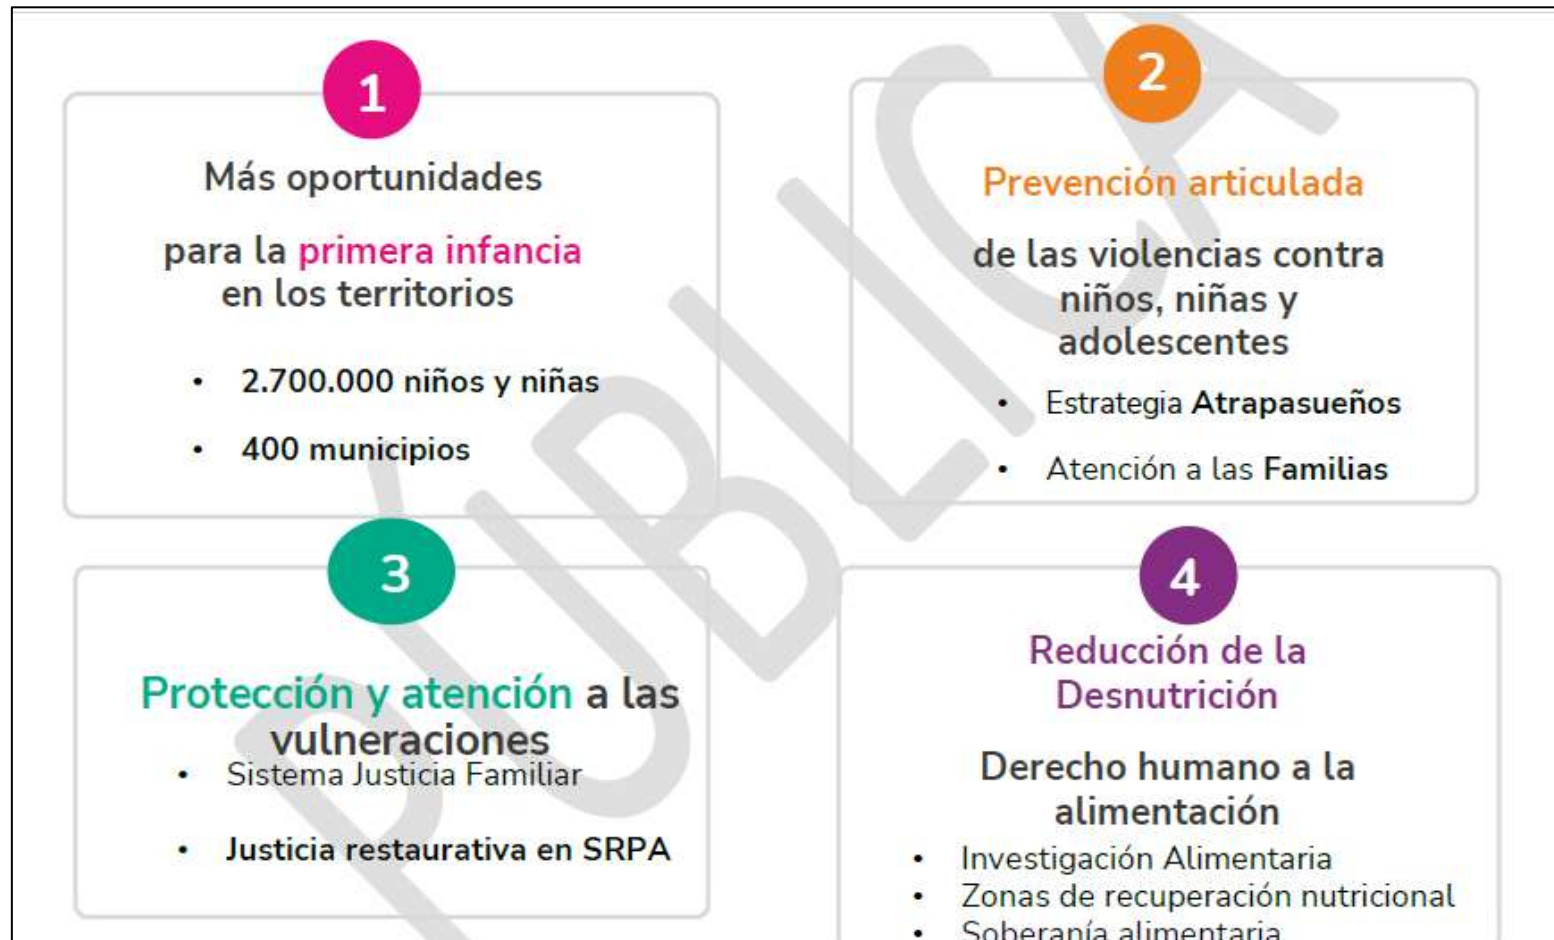 1
Más oportunidades
para la primera infancia
en los territorios
• 2.700.000 niños y niñas
• 400 municipios
2
Prevención articulada
de las violencias contra
niños, niñas y
adolescentes
• Estrategia Atrapasueños
• Atención a las Familias
3
Protección y atención a las
vulneraciones
• Sistema Justicia Familiar
• Justicia restaurativa en SRPA
4
Reducción de la
Desnutrición
Derecho humano a la
alimentación
• Investigación Alimentaria
• Zonas de recuperación nutricional
• Soberanía alimentaria
PÚBLICA